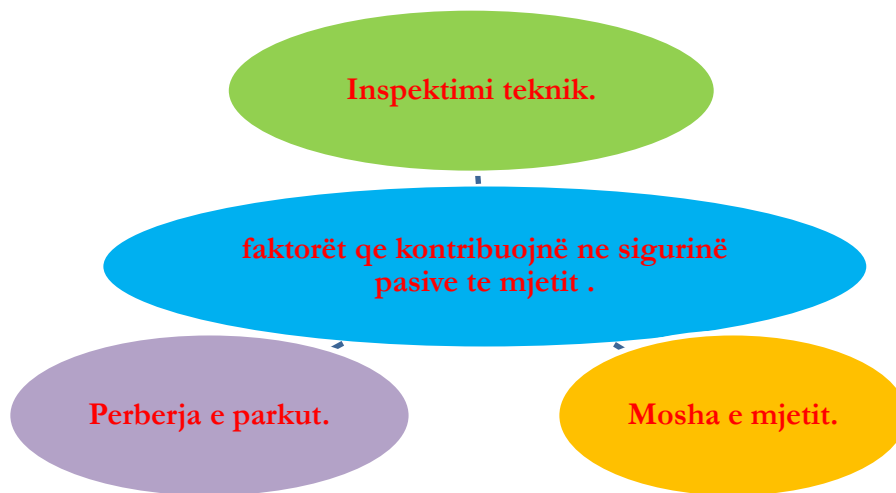 Inspektimi teknik.
faktorët qe kontribuojnë ne sigurinë
pasive te mjetit .
Perberja e parkut.
Mosha e mjetit.